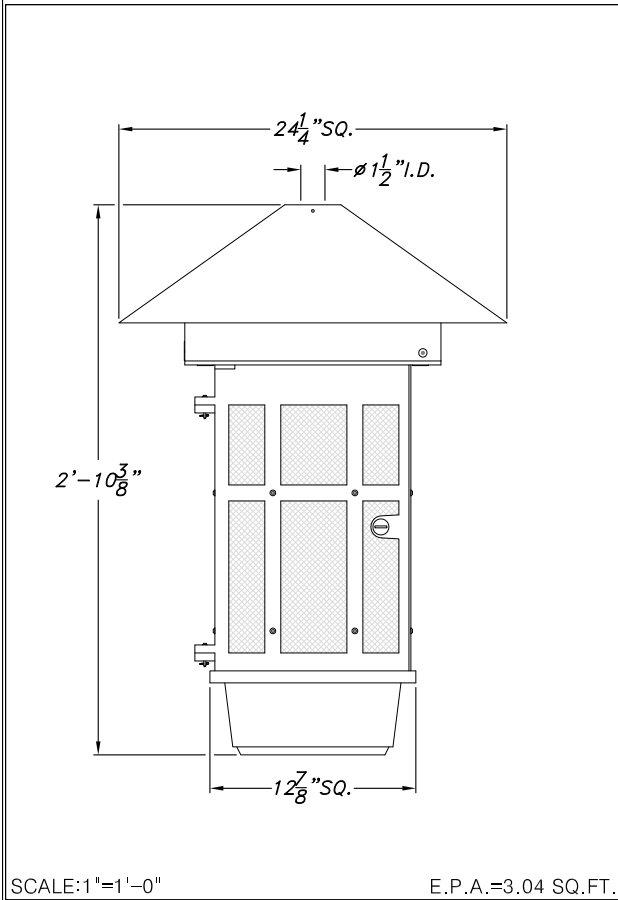 24 1/4"SQ.
ø1 1/2"I.D.
2'-10 3/8"
12 7/8"SQ.
SCALE:1"=1'-0"
E.P.A.=3.04 SQ.FT.